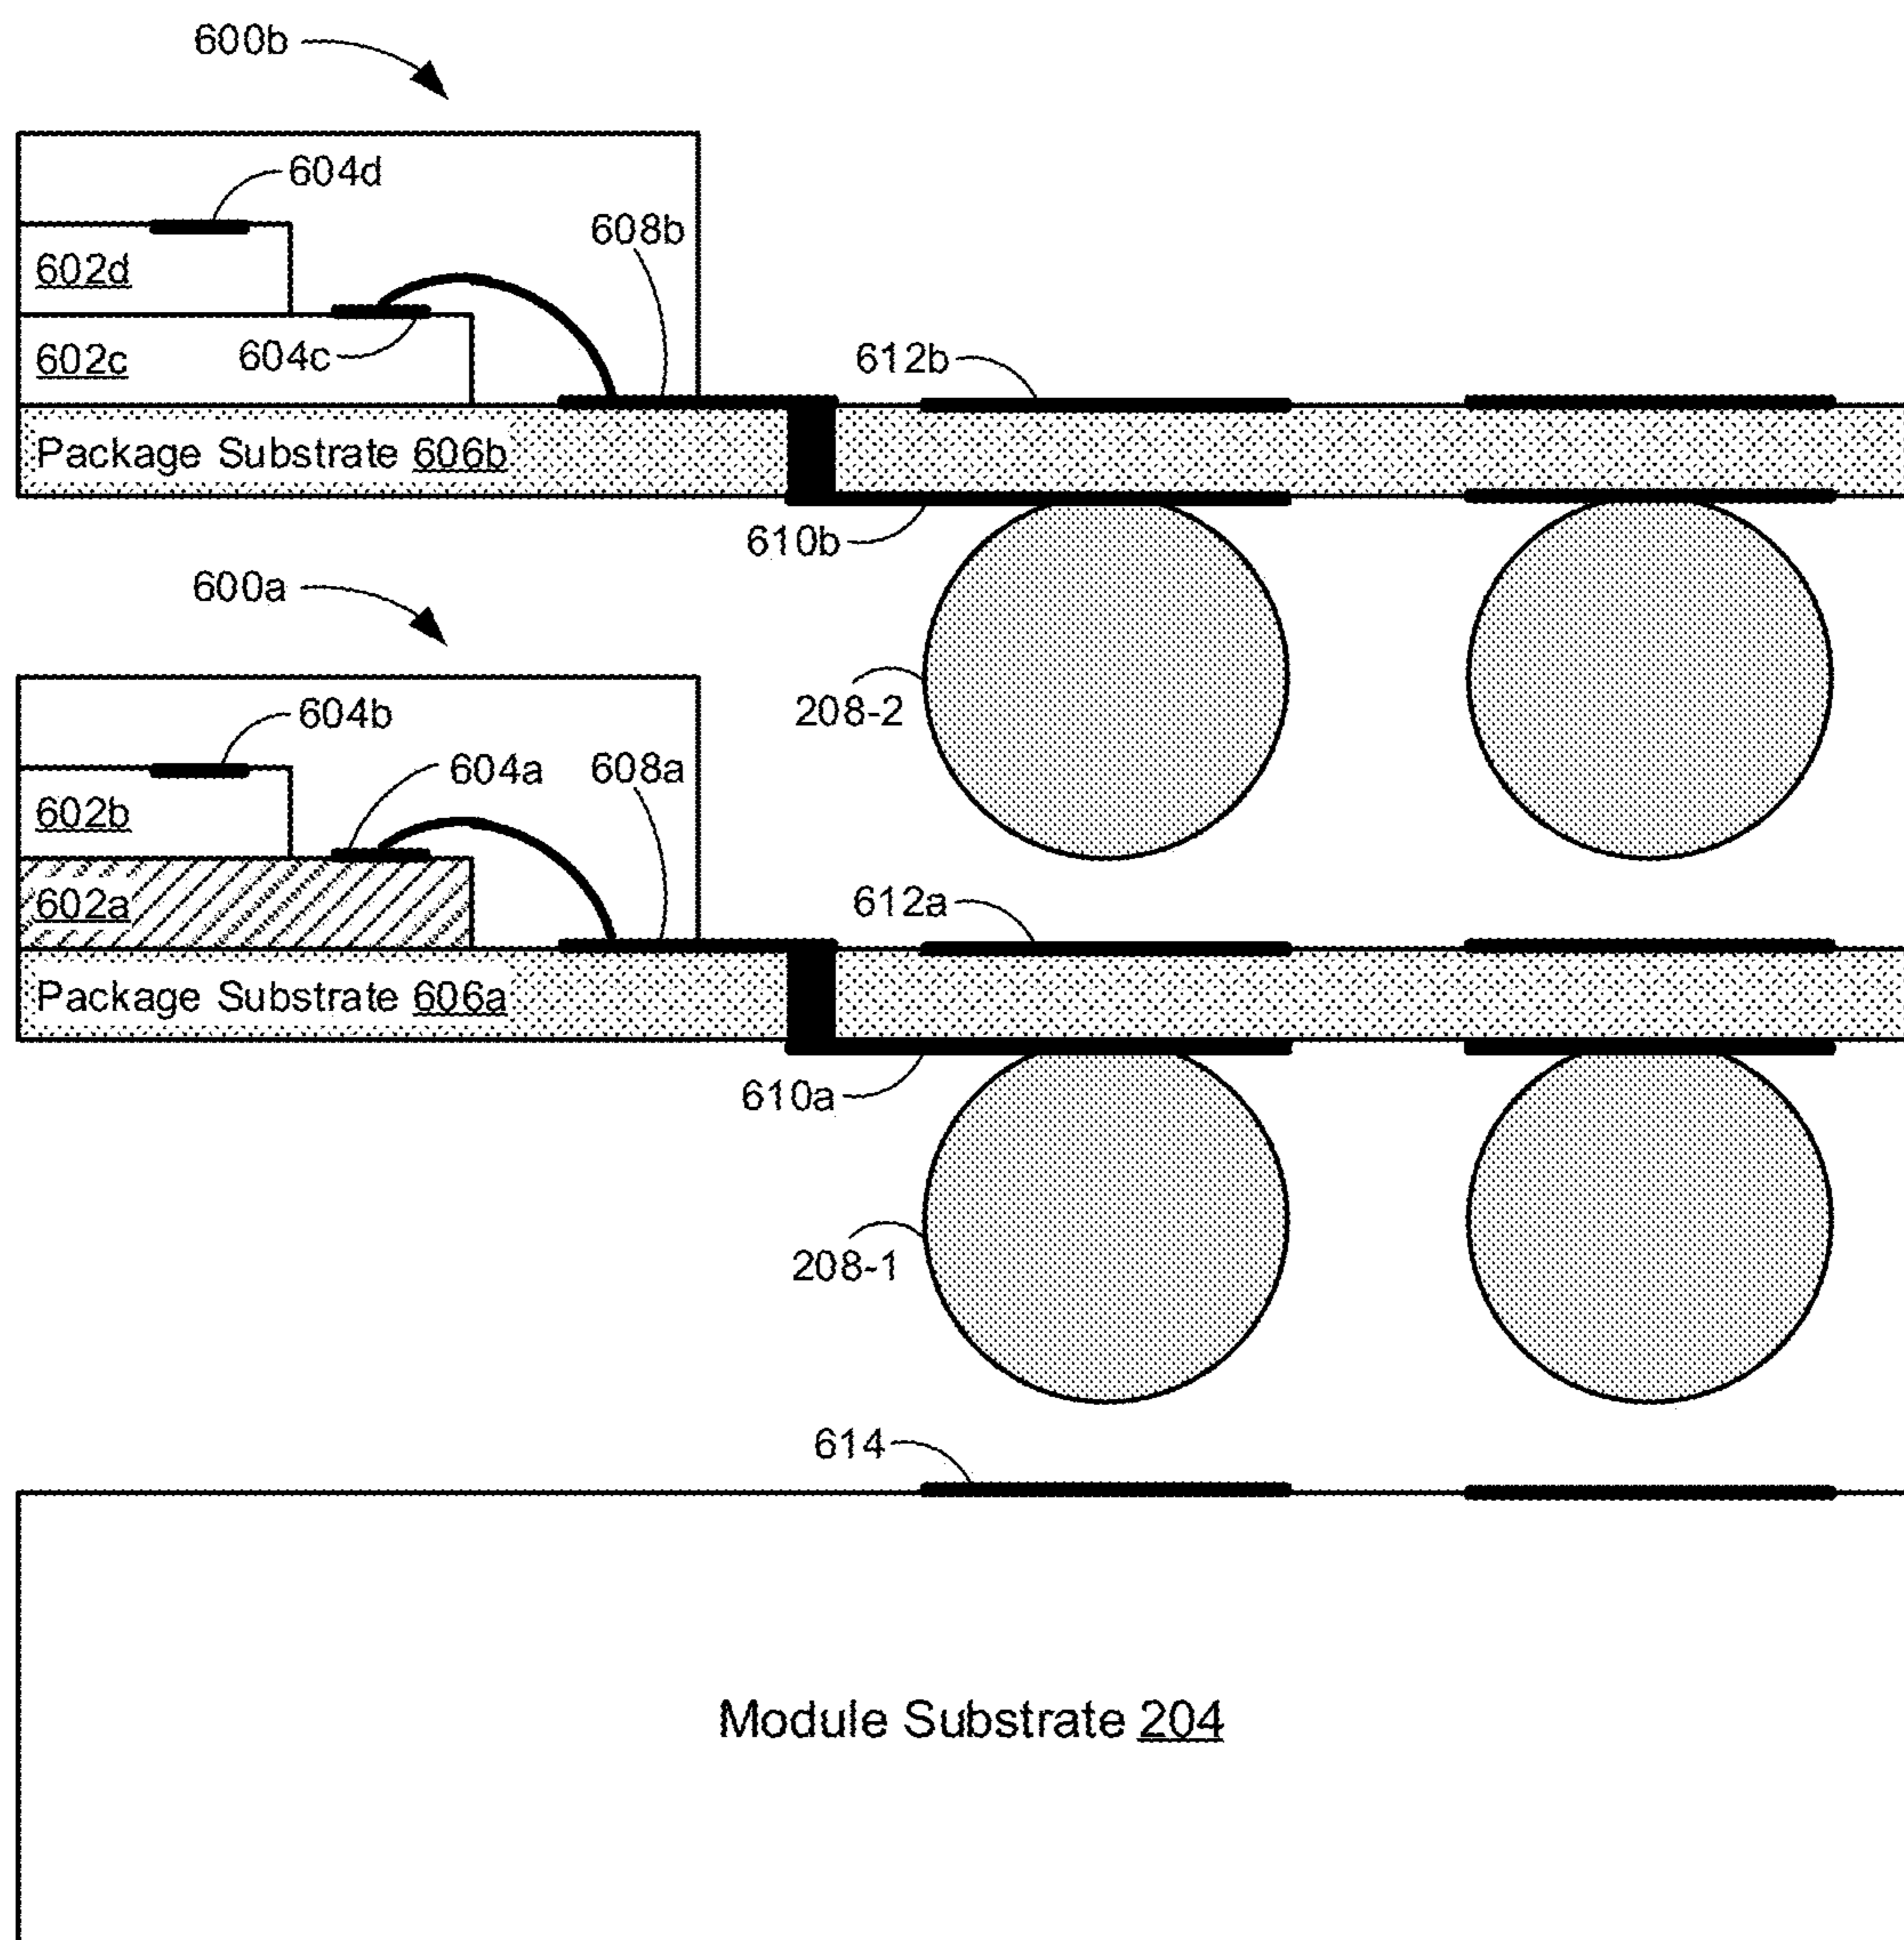 600b
604d
608b
602d
602c
604c
612b
Package Substrate 606b
610b
600a
208-2
604b
604a
608a
602b
602a
612a
Package Substrate 606a
610a
208-1
614
Module Substrate 204